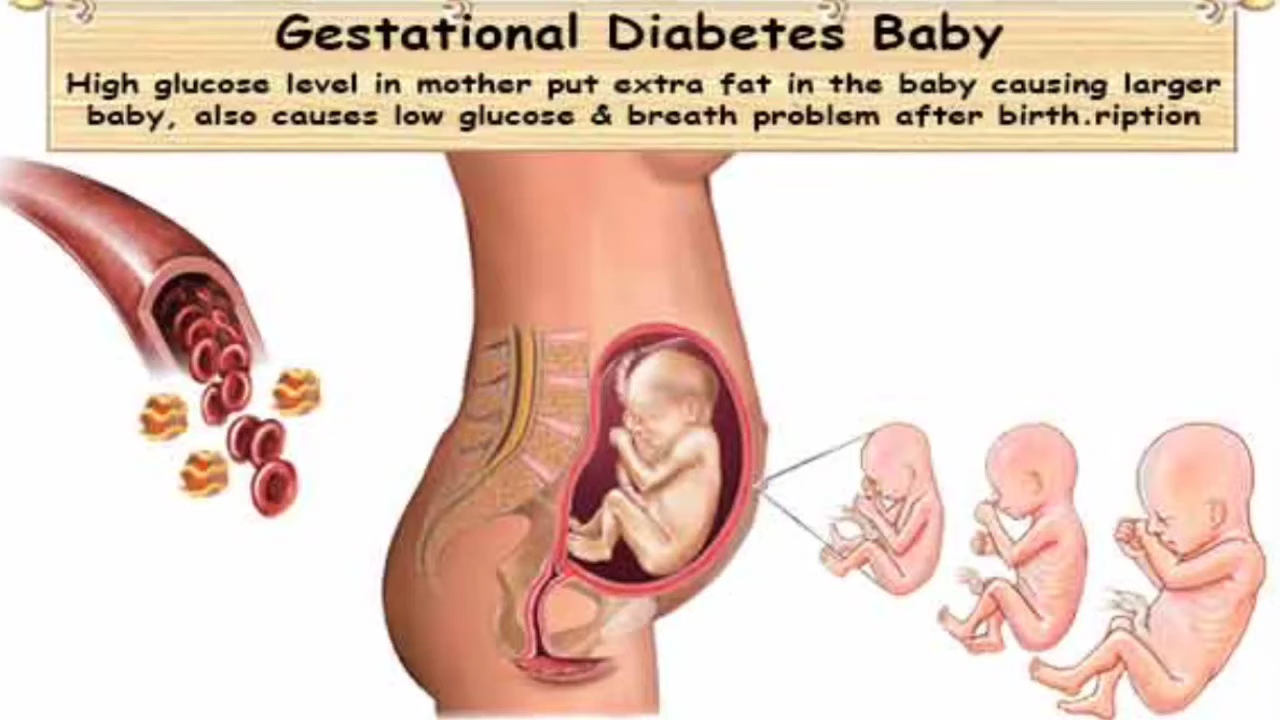 Gestational Diabetes Baby
High glucose level in mother put extra fat in the baby causing larger
baby, also causes low glucose & breath problem after birth.ription